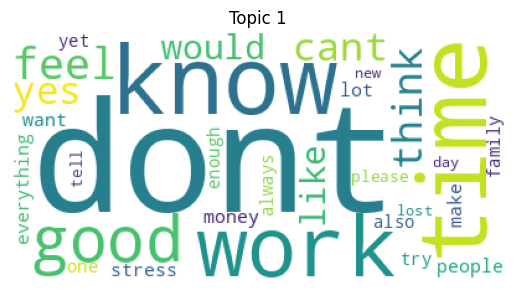 Topic 1
yet
would
cant
feel
know
new
yes
lot
think
time
want
dont
everything
tell
enough
always
like
please
day
family
make
good
work
money
also
lost
one
stress
try
people